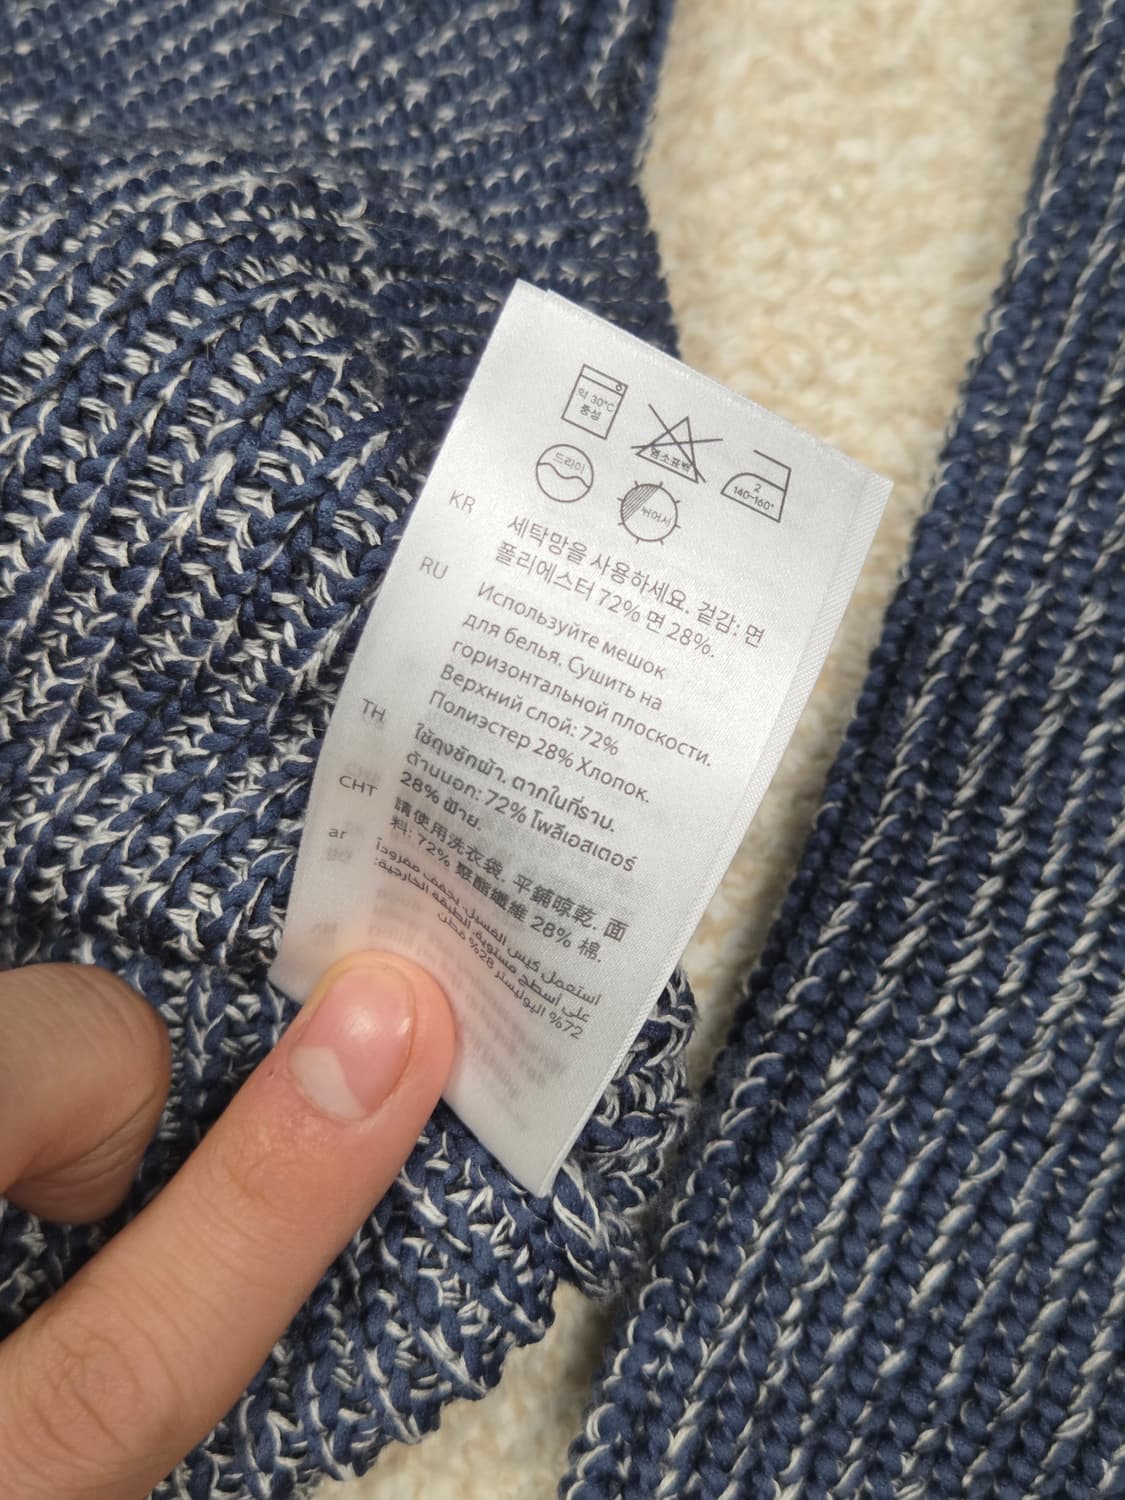 약 30°C
중성
염소표백
2
140~160°
드라이
뉘어서
KR 세탁망을 사용하세요. 겉감: 면
폴리에스터 72% 면 28%.
RU Используйте мешок
для белья. Сушить на
горизонтальной плоскости.
Верхний слой: 72%
Полиэстер 28% Хлопок.
TH ใช้ถุงซักผ้า. ตากในที่ราบ.
ด้านนอก: 72% โพลีเอสเตอร์
28% ฝ้าย.
CHT 請使用洗衣袋. 平鋪晾乾. 面
料: 72% 聚酯纖維 28% 棉.
ar استعمل كيس الغسيل. يجفف مفروداً
على أسطح مستوية. الطبقة الخارجية:
72% البوليستر 28% قطن